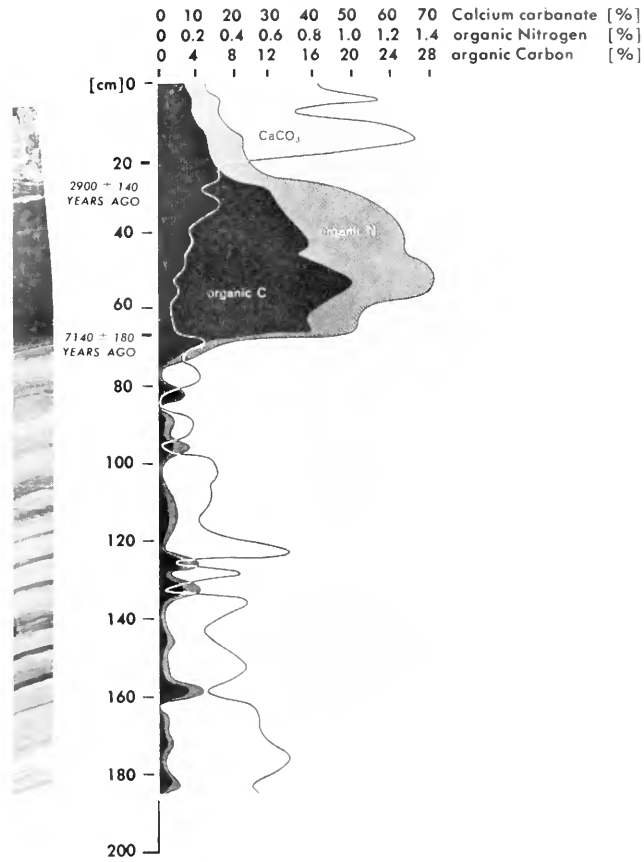 0 10 20 30 40 50 60 70 Calcium carbanate [%]
0 0.2 0.4 0.6 0.8 1.0 1.2 1.4 organic Nitrogen [%]
0 4 8 12 16 20 24 28 organic Carbon [%]
[cm] 0
CaCO₃
20
2900 ± 140
YEARS AGO
40
organic N
organic C
60
7140 ± 180
YEARS AGO
80
100
120
140
160
180
200